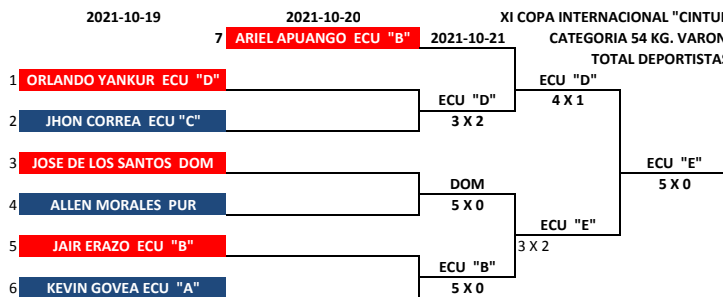 2021-10-19 2021-10-20 XI COPA INTERNACIONAL "CINTU
7 ARIEL APUANGO ECU "B" 2021-10-21 CATEGORIA 54 KG. VARON
TOTAL DEPORTISTAS
1 ORLANDO YANKUR ECU "D" ECU "D"
ECU "D" 4 X 1
2 JHON CORREA ECU "C" 3 X 2
3 JOSE DE LOS SANTOS DOM ECU "E"
DOM 5 X 0
4 ALLEN MORALES PUR 5 X 0
ECU "E"
5 JAIR ERAZO ECU "B" 3 X 2
ECU "B"
6 KEVIN GOVEA ECU "A" 5 X 0